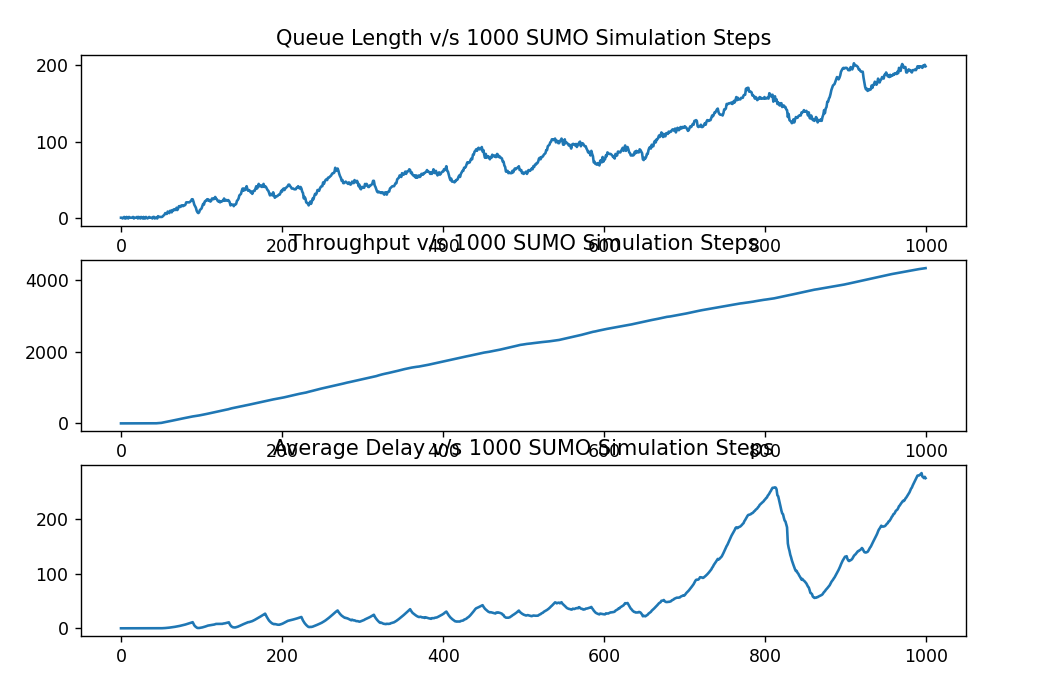 Queue Length v/s 1000 SUMO Simulation Steps
200
100
0
0 200 400 600 800 1000
Throughput v/s 1000 SUMO Simulation Steps
4000
2000
0
0 200 400 600 800 1000
Average Delay v/s 1000 SUMO Simulation Steps
200
100
0
0 200 400 600 800 1000